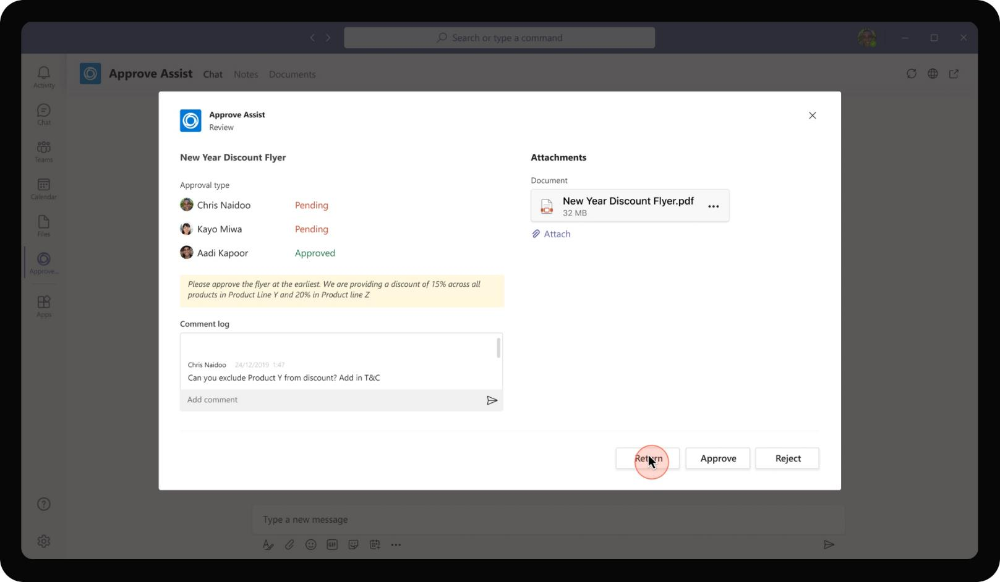 Search or type a command
Approve Assist Chat Notes Documents
Activity
Chat
Teams
Calendar
Files
Approve...
Apps
Approve Assist
Review
New Year Discount Flyer
Approval type
Chris Naidoo Pending
Kayo Miwa Pending
Aadi Kapoor Approved
Please approve the flyer at the earliest. We are providing a discount of 15% across all
products in Product Line Y and 20% in Product line Z
Comment log
Chris Naidoo 24/12/2019 1:47
Can you exclude Product Y from discount? Add in T&C
Add comment
Attachments
Document
New Year Discount Flyer.pdf
32 MB
Attach
Return Approve Reject
Type a new message
GIF